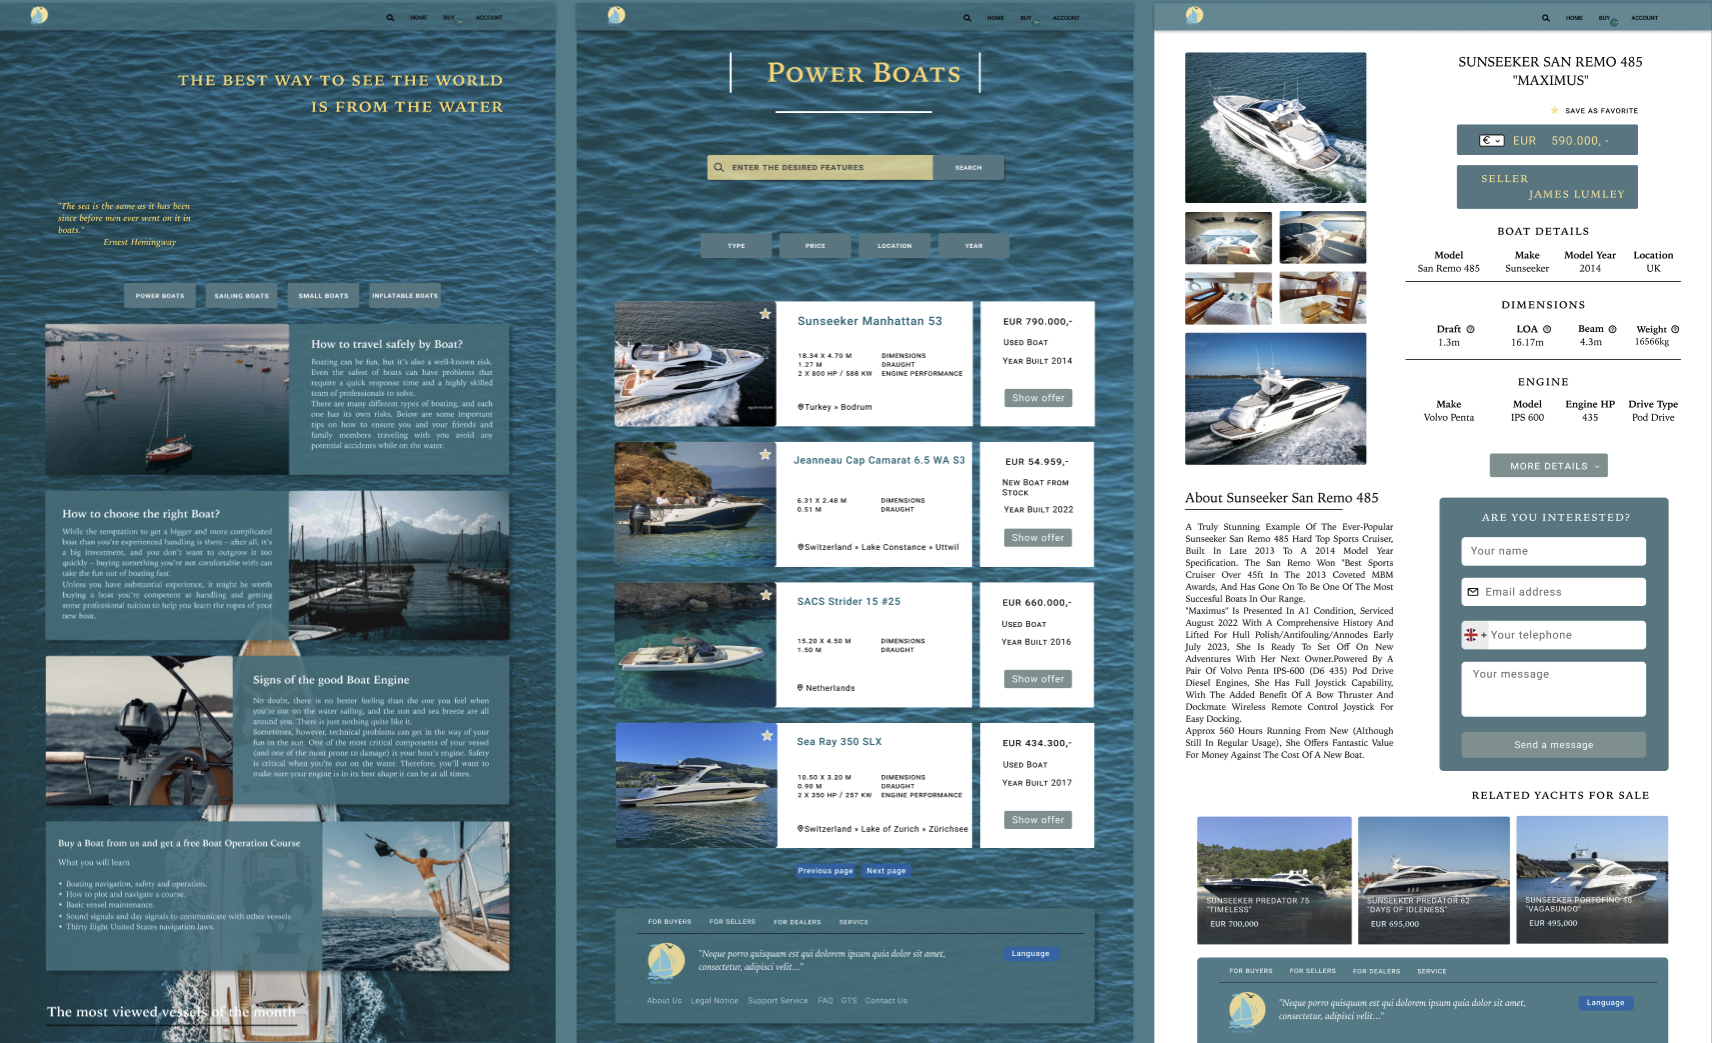 HOME
BUY
ACCOUNT
THE BEST WAY TO SEE THE WORLD
IS FROM THE WATER
"The sea is the same as it has been
since before men ever went on it in
boats."
Ernest Hemingway
POWER BOATS
SAILING BOATS
SMALL BOATS
INFLATABLE BOATS
How to travel safely by Boat?
Boating can be fun, but it's also a well-known risk.
Even the safest of boats can have problems that
require a quick response time and a highly skilled
team of professionals to solve.
There are many different types of boating, and each
one has its own risks. Below are some important
tips on how to ensure you and your friends and
family members traveling with you avoid any
potential accidents while on the water.
How to choose the right Boat?
While the temptation to get a bigger and more complicated
boat than you're experienced handling is there – after all, it's
a big investment, and you don't want to outgrow it too
quickly – buying something you're not comfortable with can
take the fun out of boating fast.
Unless you have substantial experience, it might be worth
buying a boat you're competent at handling and getting
some professional tuition to help you learn the ropes of your
new boat.
Signs of the good Boat Engine
No doubt, there is no better feeling than the one you feel when
you're out on the water sailing, and the sun and sea breeze are all
around you. There is just nothing quite like it.
Sometimes, however, technical problems can get in the way of your
fun in the sun. One of the most critical components of your vessel
(and one of the most prone to damage) is your boat's engine. Safety
is critical when you're out on the water. Therefore, you'll want to
make sure your engine is in its best shape it can be at all times.
Buy a Boat from us and get a free Boat Operation Course
What you will learn
• Boating navigation, safety and operation.
• How to plot and navigate a course.
• Basic vessel maintenance.
• Sound signals and day signals to communicate with other vessels.
• Thirty Eight United States navigation laws.
The most viewed vessels of the month
HOME
BUY
ACCOUNT
POWER BOATS
ENTER THE DESIRED FEATURES
SEARCH
TYPE
PRICE
LOCATION
YEAR
Sunseeker Manhattan 53
18.34 X 4.70 M DIMENSIONS
1.27 M DRAUGHT
2 X 800 HP / 588 KW ENGINE PERFORMANCE
Turkey » Bodrum
EUR 790.000,-
USED BOAT
YEAR BUILT 2014
Show offer
Jeanneau Cap Camarat 6.5 WA S3
6.31 X 2.48 M DIMENSIONS
0.51 M DRAUGHT
Switzerland » Lake Constance » Uttwil
EUR 54.959,-
NEW BOAT FROM
STOCK
YEAR BUILT 2022
Show offer
SACS Strider 15 #25
15.20 X 4.50 M DIMENSIONS
1.50 M DRAUGHT
Netherlands
EUR 660.000,-
USED BOAT
YEAR BUILT 2016
Show offer
Sea Ray 350 SLX
10.50 X 3.20 M DIMENSIONS
0.90 M DRAUGHT
2 X 350 HP / 257 KW ENGINE PERFORMANCE
Switzerland » Lake of Zurich » Zürichsee
EUR 434.300,-
USED BOAT
YEAR BUILT 2017
Show offer
Previous page
Next page
FOR BUYERS
FOR SELLERS
FOR DEALERS
SERVICE
"Neque porro quisquam est qui dolorem ipsum quia dolor sit amet,
consectetur, adipisci velit..."
Language
About Us
Legal Notice
Support Service
FAQ
GTS
Contact Us
HOME
BUY
ACCOUNT
SUNSEEKER SAN REMO 485
"MAXIMUS"
SAVE AS FAVORITE
€ EUR 590.000, -
SELLER
JAMES LUMLEY
BOAT DETAILS
Model Make Model Year Location
San Remo 485 Sunseeker 2014 UK
DIMENSIONS
Draft LOA Beam Weight
1.3m 16.17m 4.3m 16566kg
ENGINE
Make Model Engine HP Drive Type
Volvo Penta IPS 600 435 Pod Drive
MORE DETAILS
About Sunseeker San Remo 485
A Truly Stunning Example Of The Ever-Popular
Sunseeker San Remo 485 Hard Top Sports Cruiser,
Built In Late 2013 To A 2014 Model Year
Specification. The San Remo Won "Best Sports
Cruiser Over 45ft In The 2013 Coveted MBM
Awards, And Has Gone On To Be One Of The Most
Succesful Boats In Our Range.
"Maximus" Is Presented In A1 Condition, Serviced
August 2022 With A Comprehensive History And
Lifted For Hull Polish/Antifouling/Annodes Early
July 2023, She Is Ready To Set Off On New
Adventures With Her Next Owner.Powered By A
Pair Of Volvo Penta IPS-600 (D6 435) Pod Drive
Diesel Engines, She Has Full Joystick Capability,
With The Added Benefit Of A Bow Thruster And
Dockmate Wireless Remote Control Joystick For
Easy Docking.
Approx 560 Hours Running From New (Although
Still In Regular Usage), She Offers Fantastic Value
For Money Against The Cost Of A New Boat.
ARE YOU INTERESTED?
Your name
Email address
+ Your telephone
Your message
Send a message
RELATED YACHTS FOR SALE
SUNSEEKER PREDATOR 75
"TIMELESS"
EUR 700,000
SUNSEEKER PREDATOR 62
"DAYS OF IDLENESS"
EUR 695,000
SUNSEEKER PORTOFINO 48
"VAGABUNDO"
EUR 495,000
FOR BUYERS
FOR SELLERS
FOR DEALERS
SERVICE
"Neque porro quisquam est qui dolorem ipsum quia dolor sit amet,
consectetur, adipisci velit..."
Language